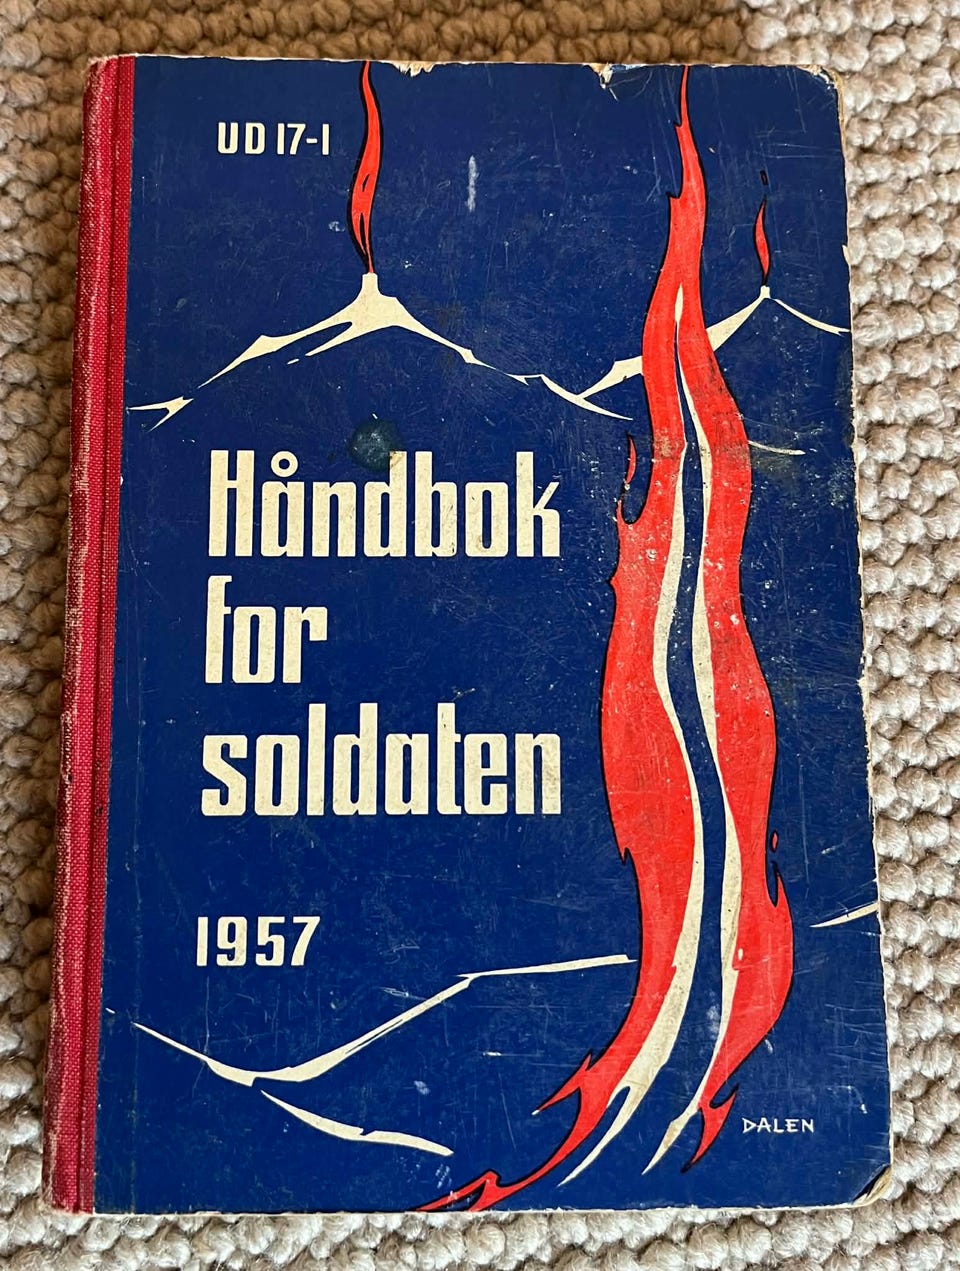 UD 17-1
Håndbok
for
soldaten
1957
DALEN